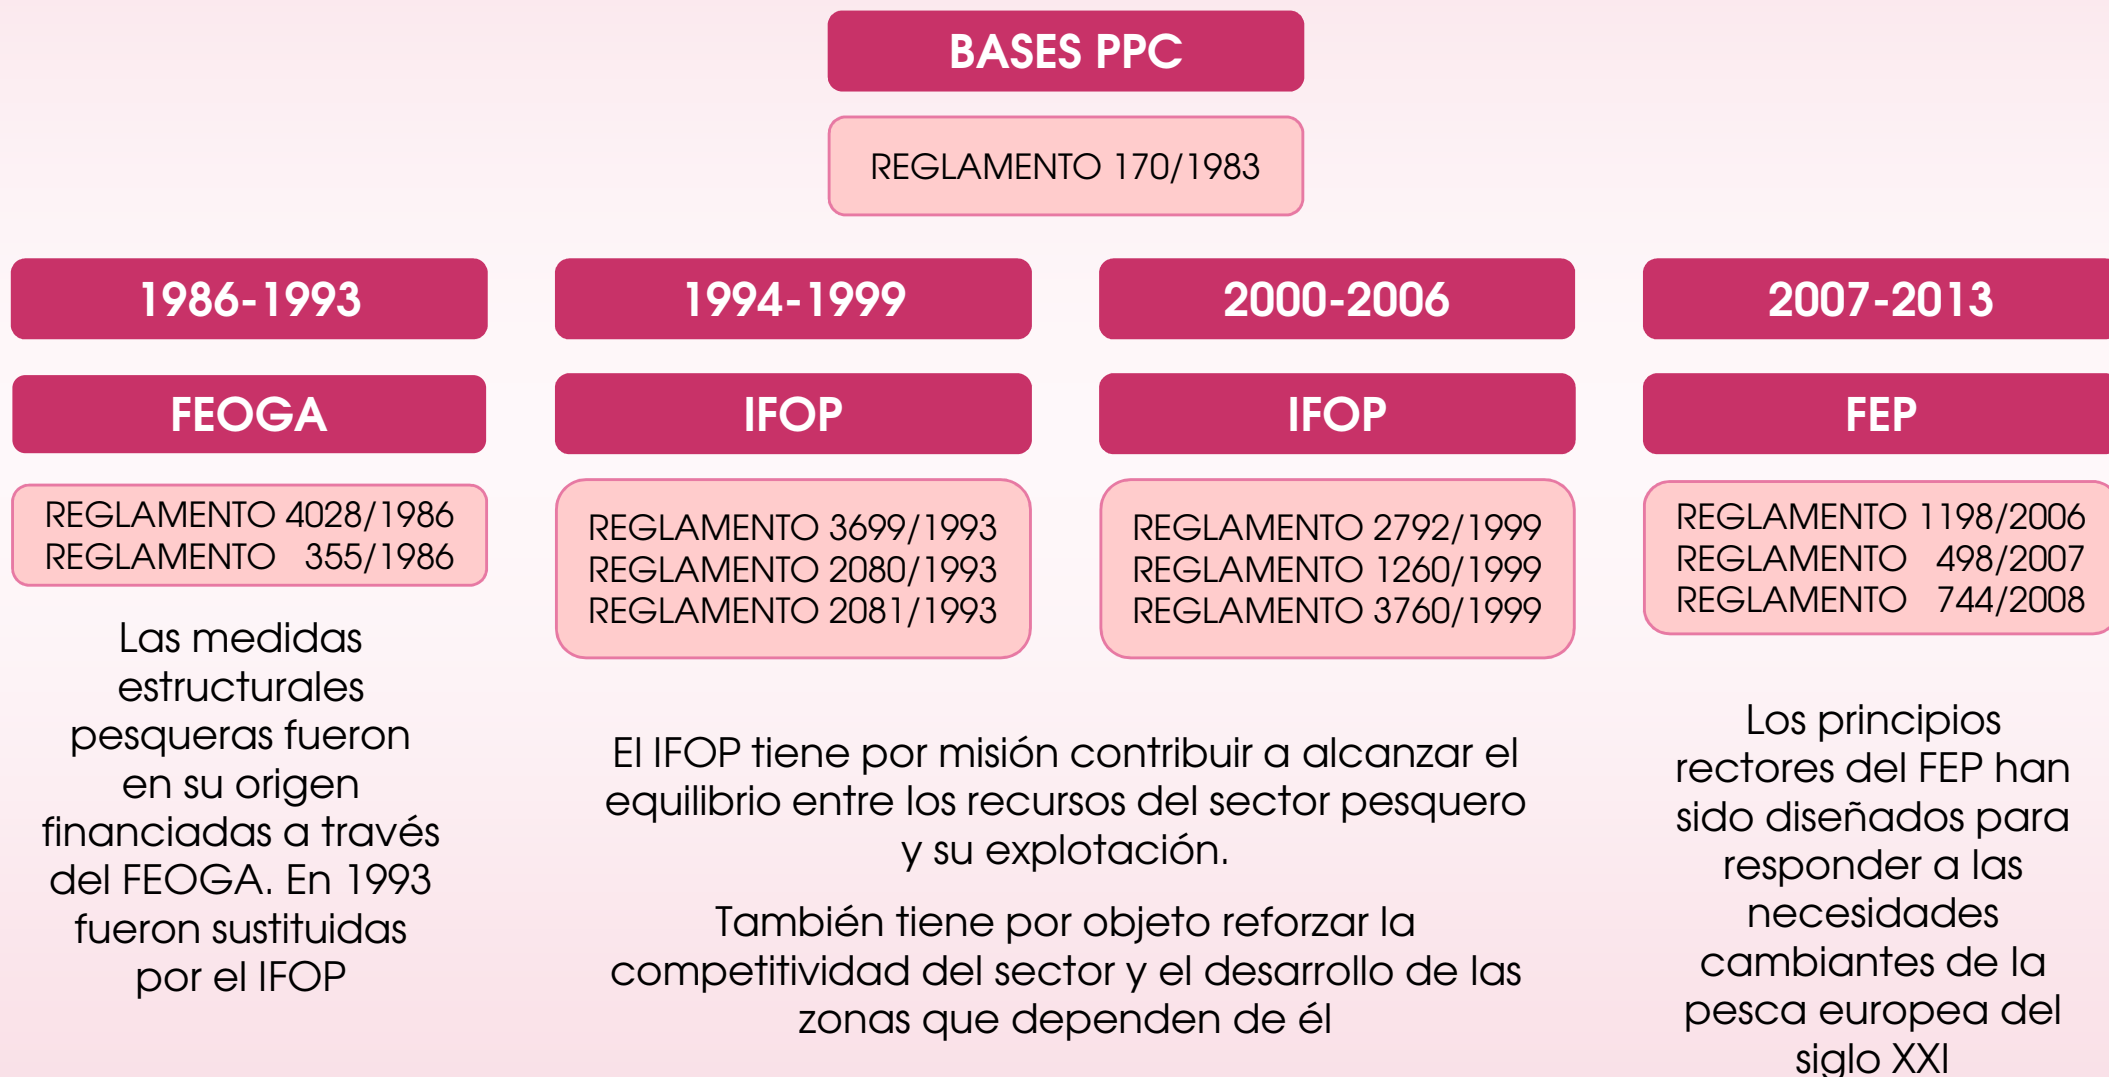 BASES PPC
REGLAMENTO 170/1983
1986-1993
FEOGA
REGLAMENTO 4028/1986
REGLAMENTO 355/1986
Las medidas
estructurales
pesqueras fueron
en su origen
financiadas a través
del FEOGA. En 1993
fueron sustituidas
por el IFOP
1994-1999
IFOP
REGLAMENTO 3699/1993
REGLAMENTO 2080/1993
REGLAMENTO 2081/1993
2000-2006
IFOP
REGLAMENTO 2792/1999
REGLAMENTO 1260/1999
REGLAMENTO 3760/1999
El IFOP tiene por misión contribuir a alcanzar el
equilibrio entre los recursos del sector pesquero
y su explotación.
También tiene por objeto reforzar la
competitividad del sector y el desarrollo de las
zonas que dependen de él
2007-2013
FEP
REGLAMENTO 1198/2006
REGLAMENTO 498/2007
REGLAMENTO 744/2008
Los principios
rectores del FEP han
sido diseñados para
responder a las
necesidades
cambiantes de la
pesca europea del
siglo XXI